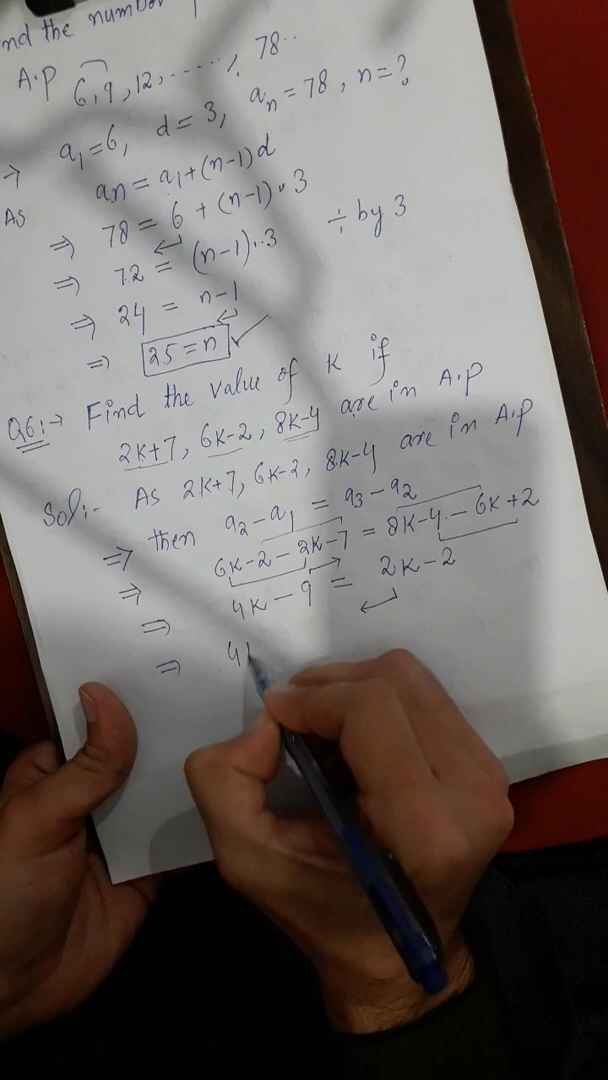 nd the number
A.P 6, 9, 12, ......, 78..
→ a₁=6, d=3, aₙ=78, n=?
As an = a₁+(n-1)d
⇒ 78 = 6 + (n-1).3
⇒ 72 = (n-1).3 ÷ by 3
⇒ 24 = n-1
⇒ 25=n ✓
Q6:→ Find the value of K if
2K+7, 6K-2, 8K-4 are in A.P
Sol:- As 2K+7, 6K-2, 8K-4 are in A.P
⇒ then a₂-a₁ = a₃-a₂
⇒ 6K-2-2K-7 = 8K-4-6K+2
⇒ 4K-9 = 2K-2
⇒ 4